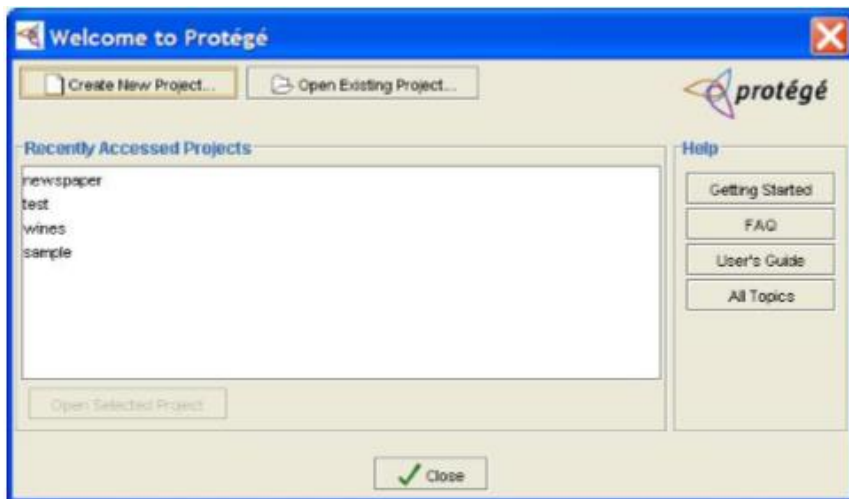 Welcome to Protégé
Create New Project...
Open Existing Project...
protégé
Recently Accessed Projects
newspaper
test
wines
sample
Open Selected Project
Help
Getting Started
FAQ
User's Guide
All Topics
Close